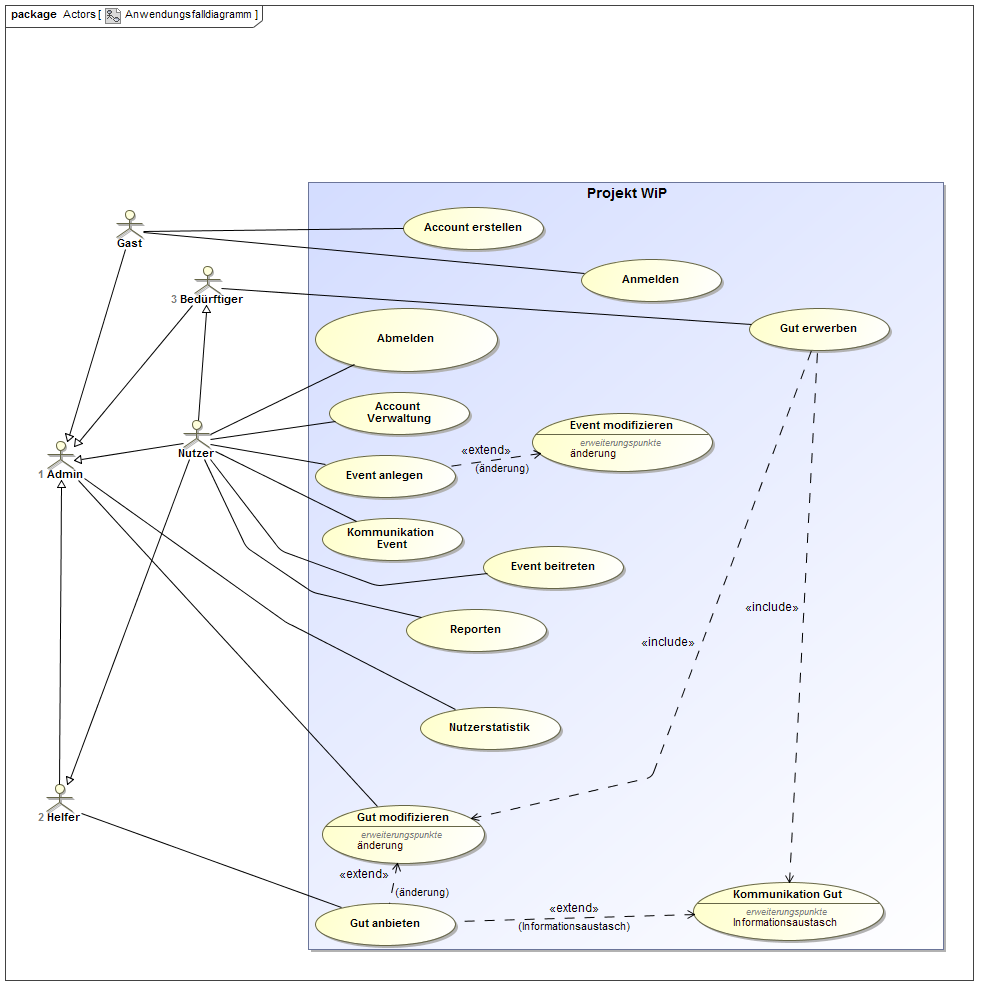 package Actors [ Anwendungsfalldiagramm ]
Projekt WiP
Gast
Account erstellen
Anmelden
3 Bedürftiger
Gut erwerben
Abmelden
Account
Verwaltung
Nutzer
Event modifizieren
erweiterungspunkte
änderung
«extend»
(änderung)
1 Admin
Event anlegen
Kommunikation
Event
Event beitreten
«include»
Reporten
«include»
Nutzerstatistik
2 Helfer
Gut modifizieren
erweiterungspunkte
änderung
«extend»
(änderung)
Gut anbieten
«extend»
(Informationsaustasch)
Kommunikation Gut
erweiterungspunkte
Informationsaustasch